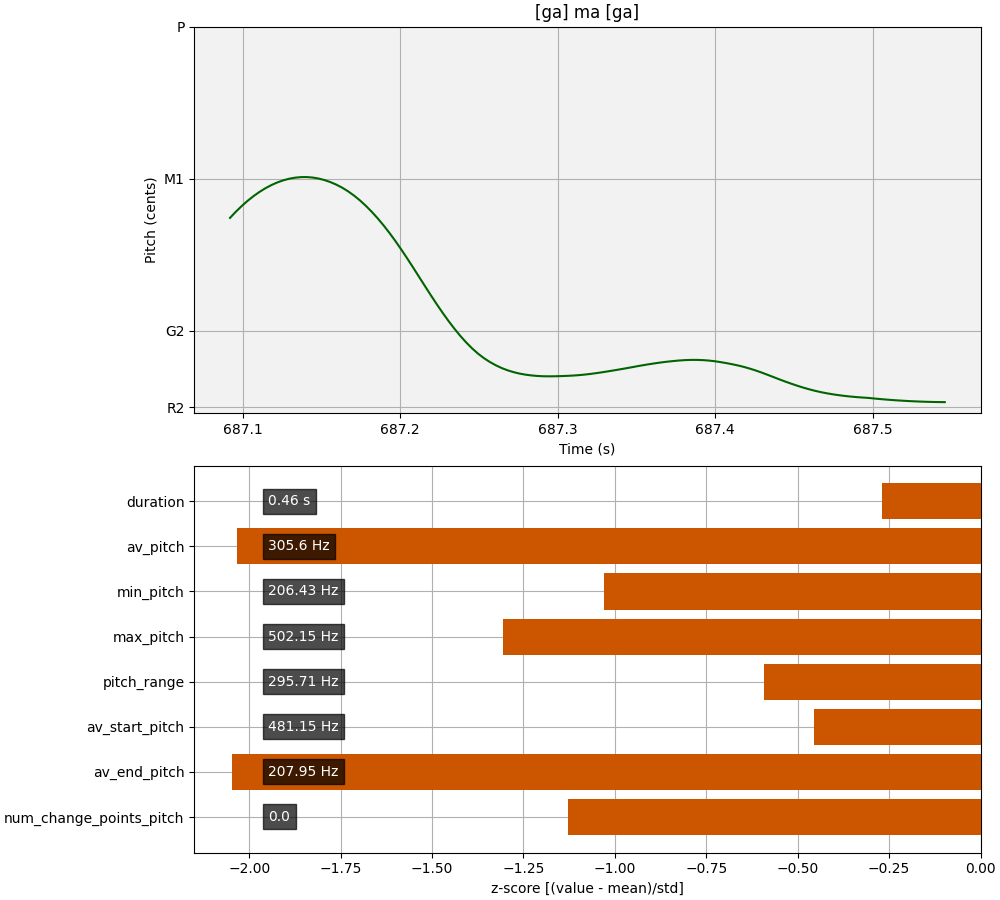 [ga] ma [ga]
P
M1
G2
R2
Pitch (cents)
687.1 687.2 687.3 687.4 687.5
Time (s)
duration 0.46 s
av_pitch 305.6 Hz
min_pitch 206.43 Hz
max_pitch 502.15 Hz
pitch_range 295.71 Hz
av_start_pitch 481.15 Hz
av_end_pitch 207.95 Hz
num_change_points_pitch 0.0
−2.00 −1.75 −1.50 −1.25 −1.00 −0.75 −0.50 −0.25 0.00
z-score [(value - mean)/std]